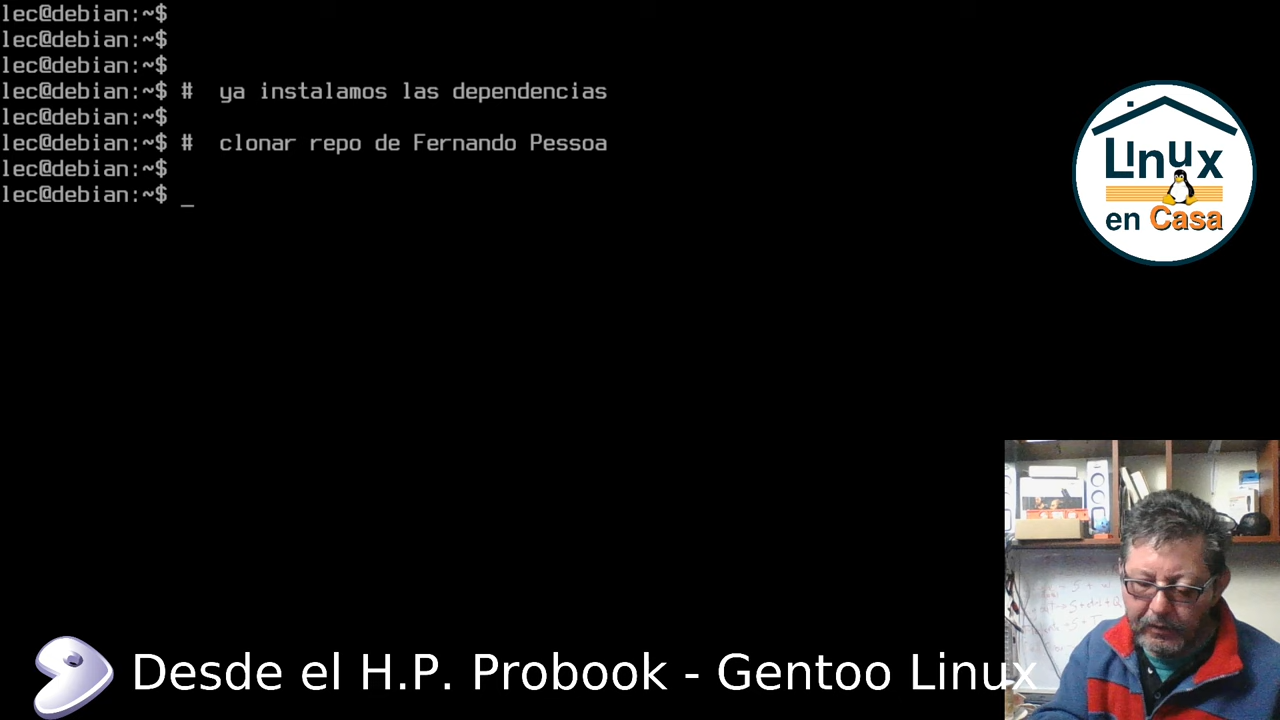 lec@debian:~$
lec@debian:~$
lec@debian:~$
lec@debian:~$ #  ya instalamos las dependencias
lec@debian:~$
lec@debian:~$ #  clonar repo de Fernando Pessoa
lec@debian:~$
lec@debian:~$ _
Linux
en Casa
Desde el H.P. Probook - Gentoo Linux